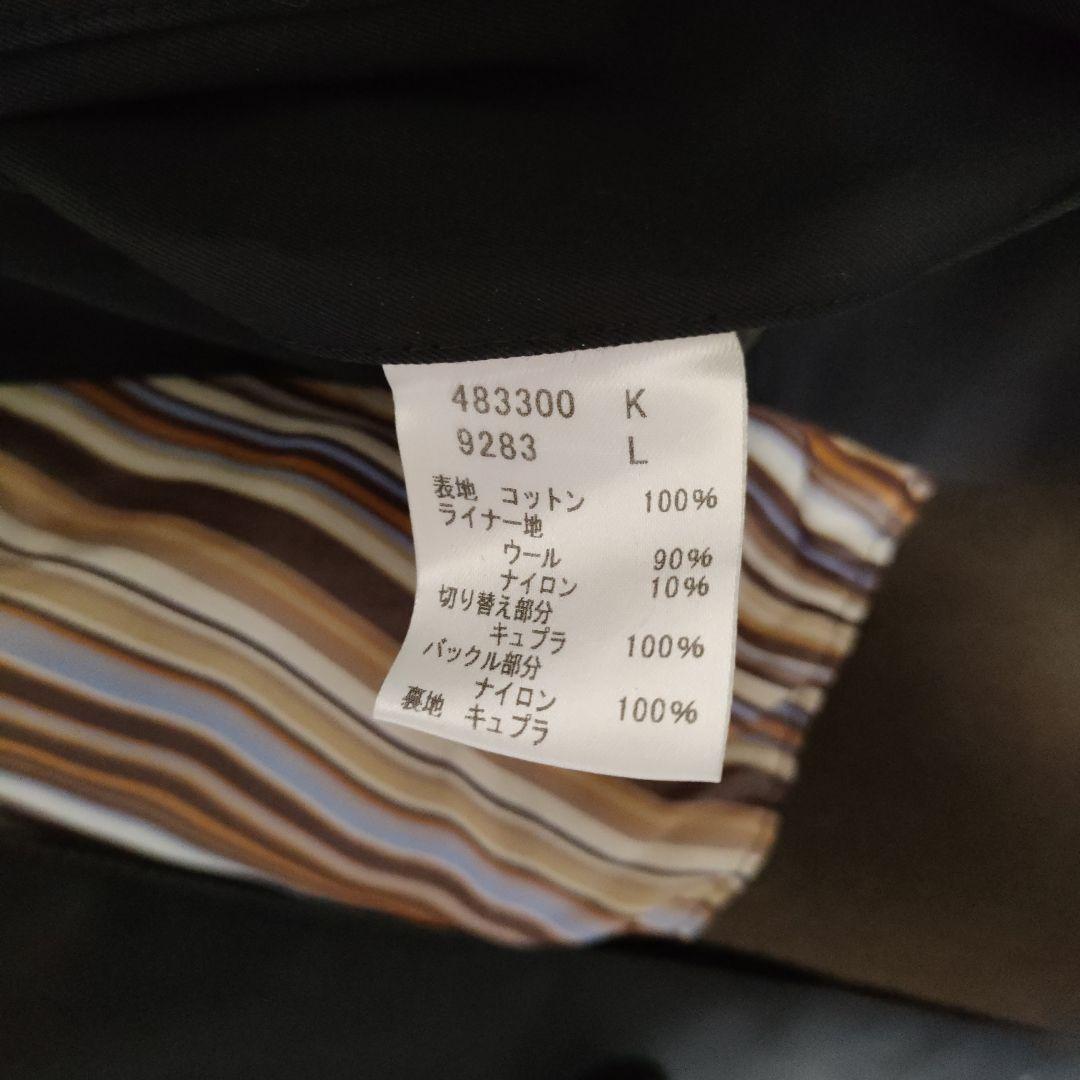 483300 K
9283 L
表地 コットン 100%
ライナー地
ウール 90%
ナイロン 10%
切り替え部分
キュプラ 100%
バックル部分
ナイロン 100%
裏地 キュプラ